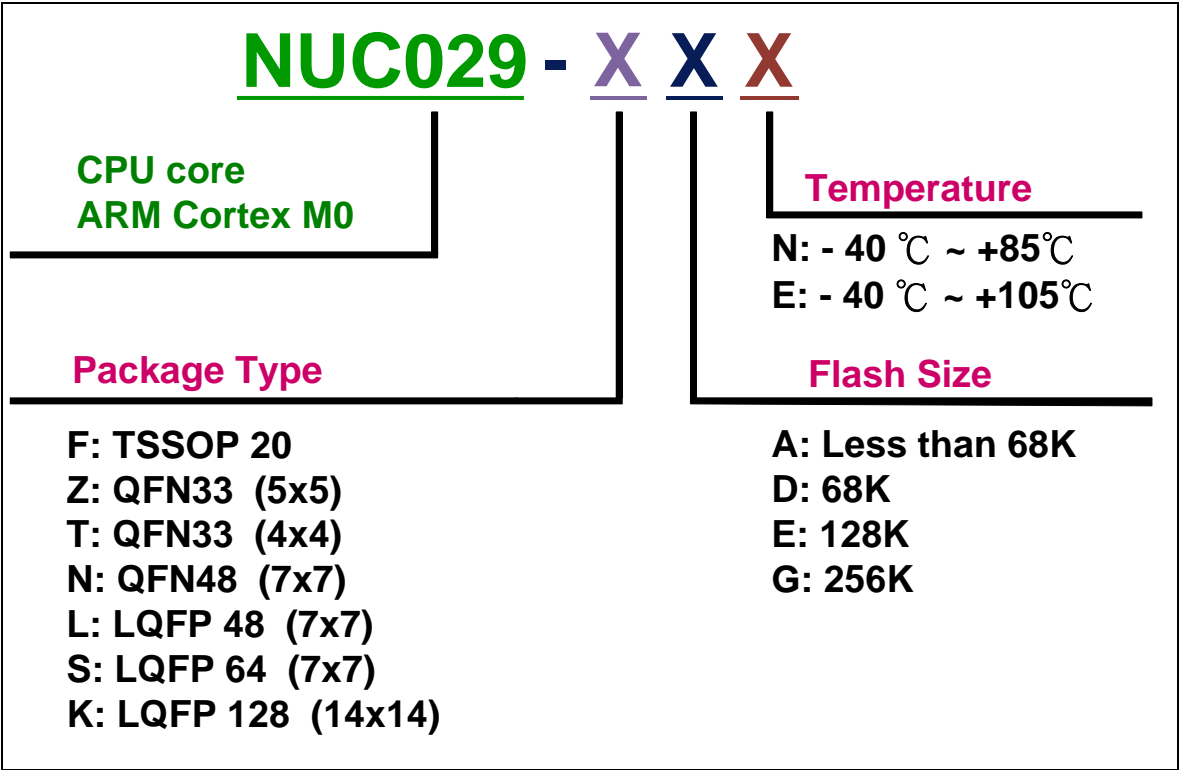 NUC029 - X X X
CPU core
ARM Cortex M0
Temperature
N: - 40 ℃ ~ +85℃
E: - 40 ℃ ~ +105℃
Package Type
F: TSSOP 20
Z: QFN33 (5x5)
T: QFN33 (4x4)
N: QFN48 (7x7)
L: LQFP 48 (7x7)
S: LQFP 64 (7x7)
K: LQFP 128 (14x14)
Flash Size
A: Less than 68K
D: 68K
E: 128K
G: 256K